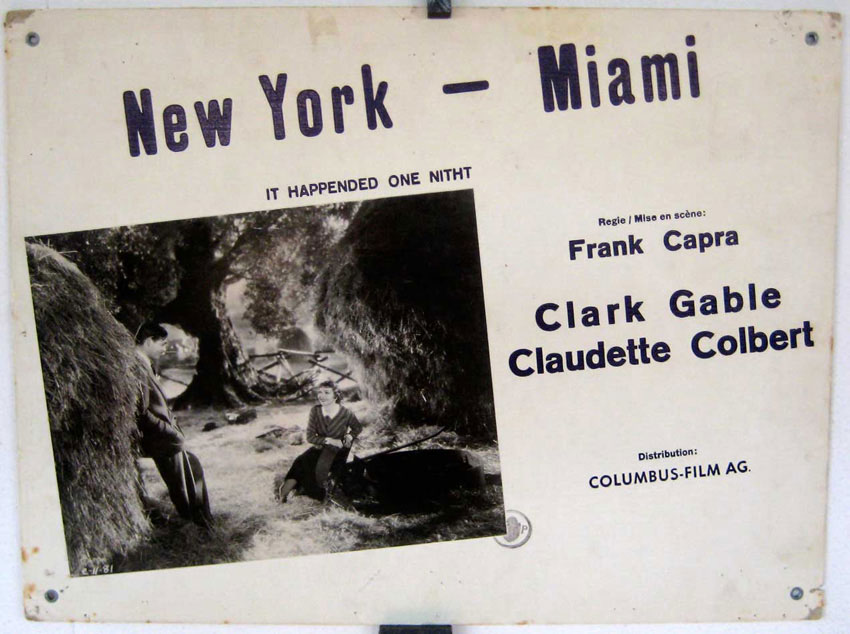 New York – Miami
IT HAPPENDED ONE NITHT
Regie / Mise en scène:
Frank Capra
Clark Gable
Claudette Colbert
Distribution:
COLUMBUS-FILM AG.
P